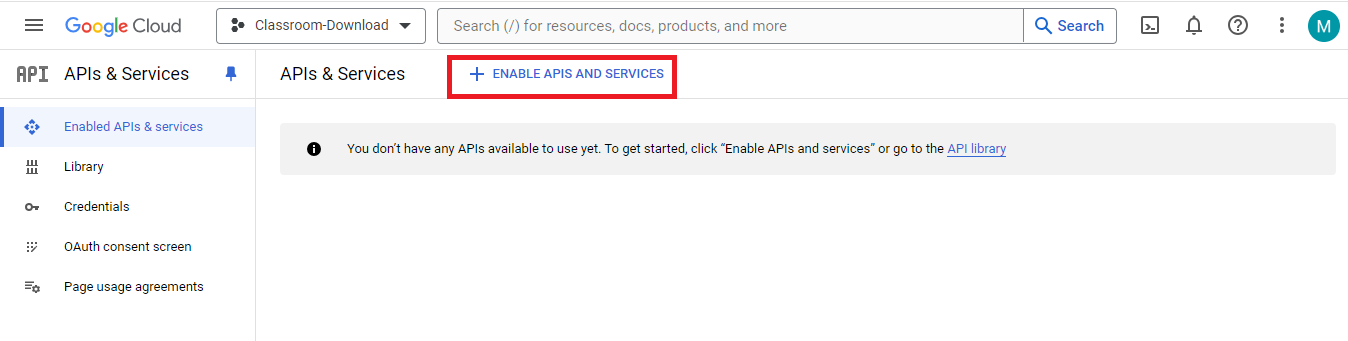 Google Cloud
Classroom-Download
Search (/) for resources, docs, products, and more
Search
M
API
APIs & Services
APIs & Services
ENABLE APIS AND SERVICES
Enabled APIs & services
Library
Credentials
OAuth consent screen
Page usage agreements
You don't have any APIs available to use yet. To get started, click “Enable APIs and services” or go to the API library